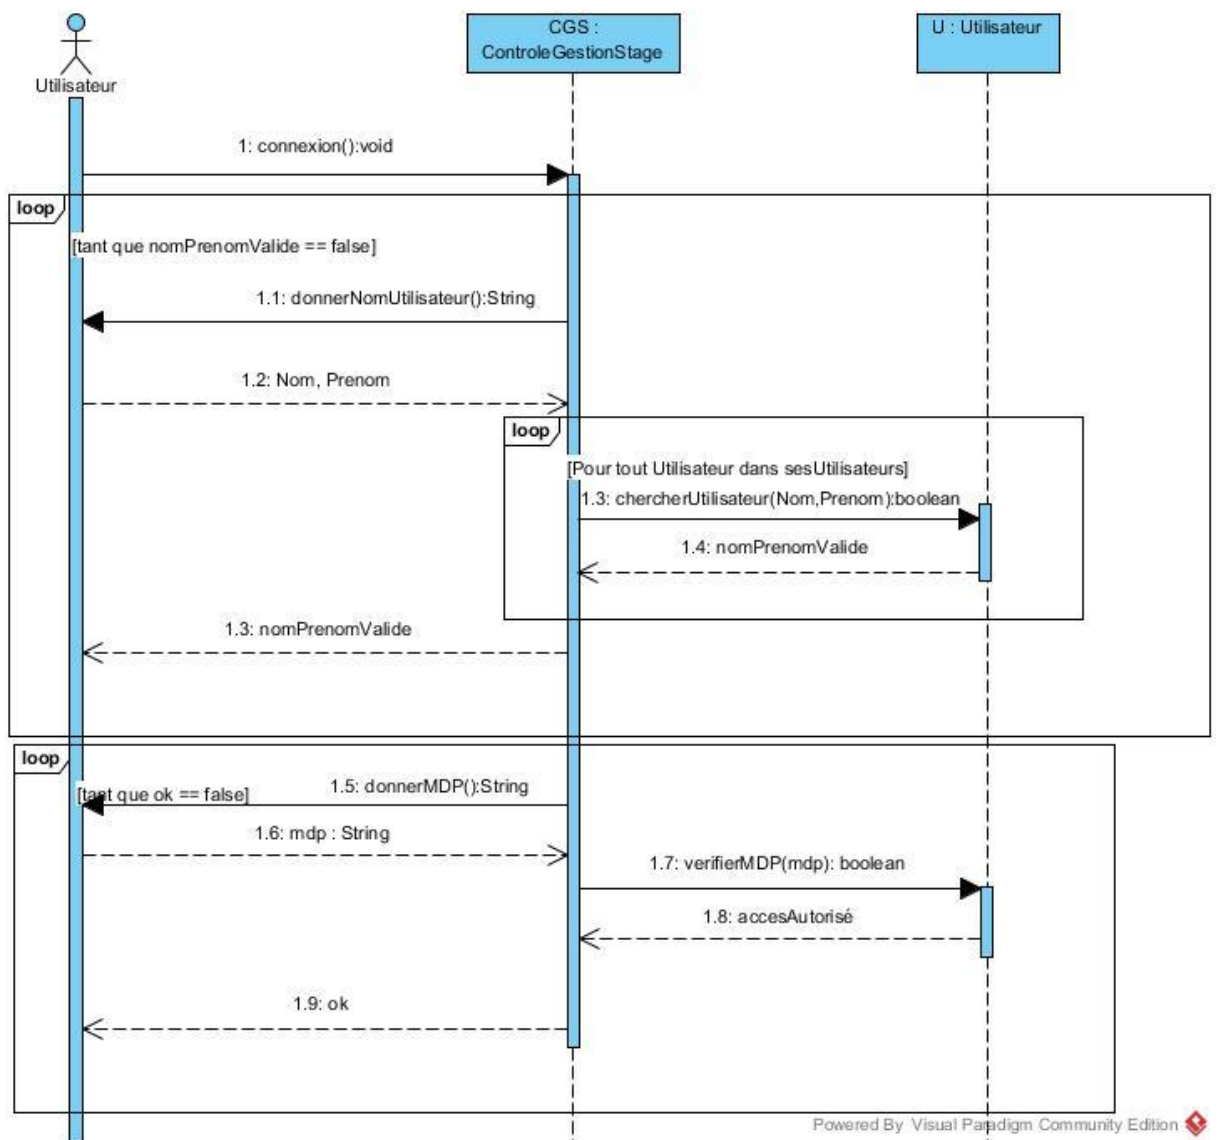 CGS :
ControleGestionStage
U : Utilisateur
Utilisateur
1: connexion():void
loop
[tant que nomPrenomValide == false]
1.1: donnerNomUtilisateur():String
1.2: Nom, Prenom
loop
[Pour tout Utilisateur dans sesUtilisateurs]
1.3: chercherUtilisateur(Nom,Prenom):boolean
1.4: nomPrenomValide
1.3: nomPrenomValide
loop
[tant que ok == false]
1.5: donnerMDP():String
1.6: mdp : String
1.7: verifierMDP(mdp): boolean
1.8: accesAutorisé
1.9: ok
Powered By Visual Paradigm Community Edition